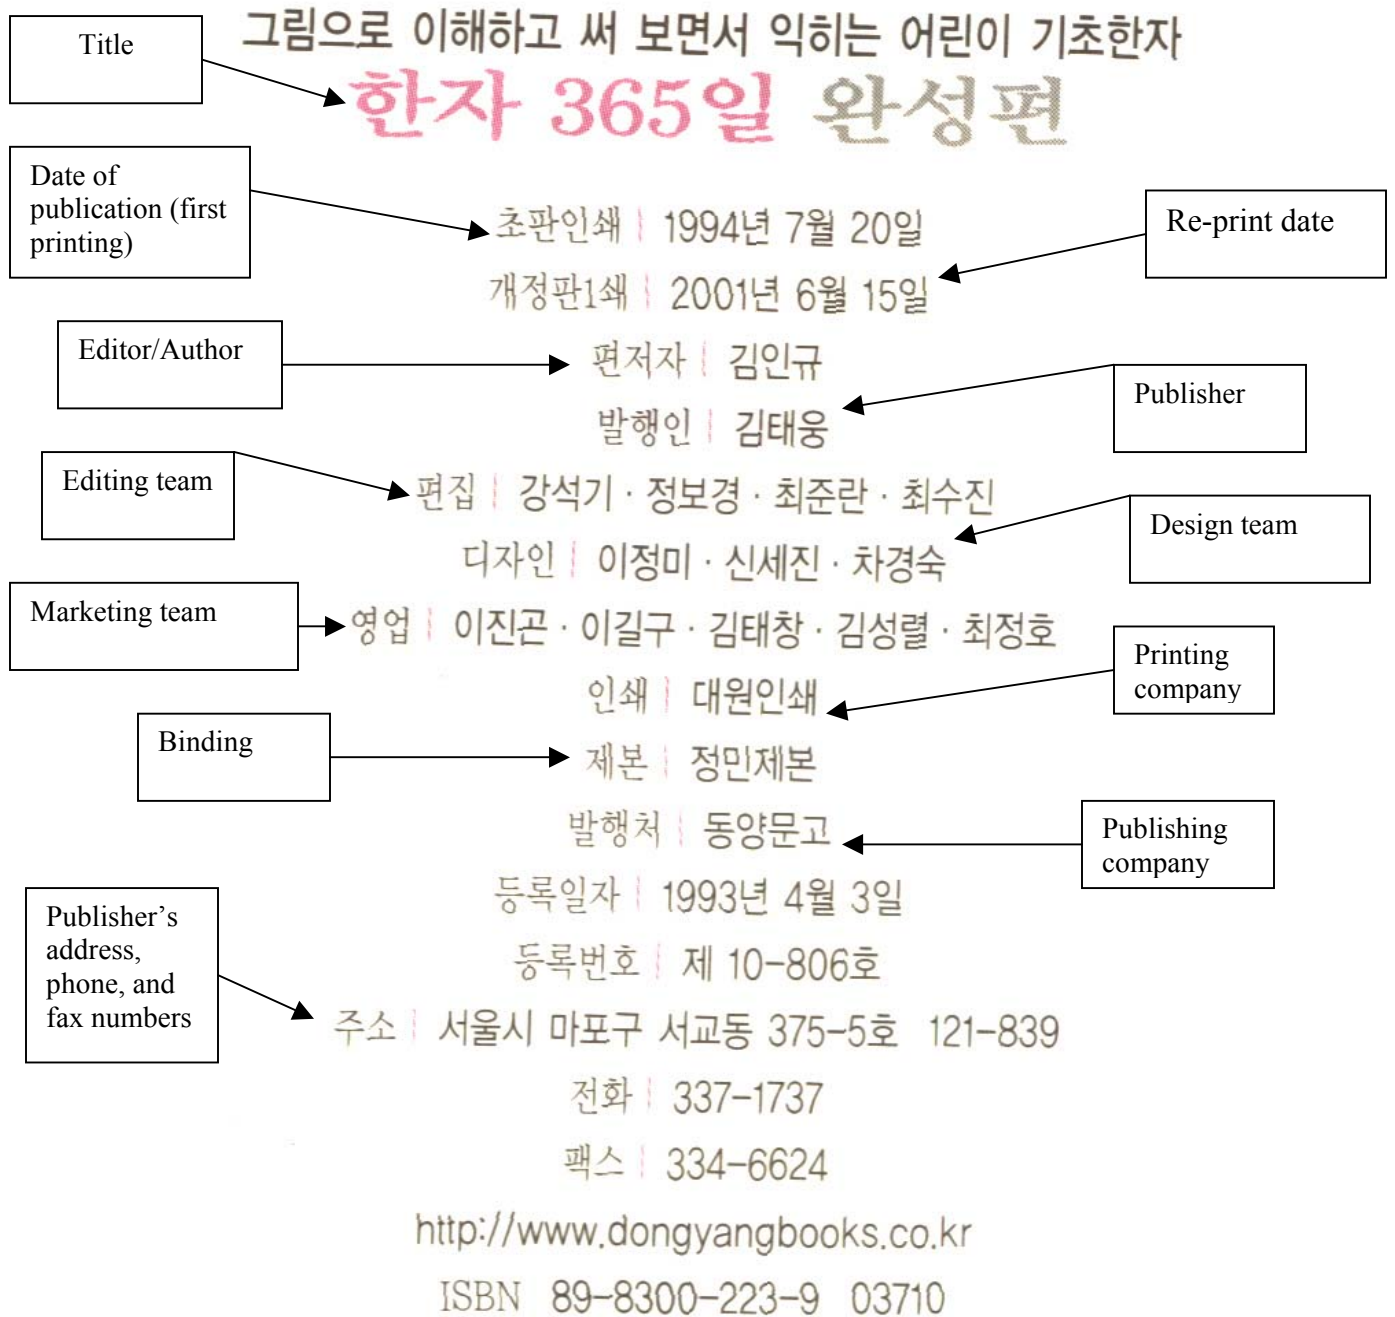 Title
그림으로 이해하고 써 보면서 익히는 어린이 기초한자
한자 365일 완성편
Date of
publication (first
printing)
초판인쇄 | 1994년 7월 20일
Re-print date
개정판1쇄 | 2001년 6월 15일
Editor/Author
편저자 | 김인규
Publisher
발행인 | 김태웅
Editing team
편집 | 강석기 · 정보경 · 최준란 · 최수진
Design team
디자인 | 이정미 · 신세진 · 차경숙
Marketing team
영업 | 이진곤 · 이길구 · 김태창 · 김성렬 · 최정호
Printing
company
인쇄 | 대원인쇄
Binding
제본 | 정민제본
Publishing
company
발행처 | 동양문고
등록일자 | 1993년 4월 3일
등록번호 | 제 10-806호
Publisher’s
address,
phone, and
fax numbers
주소 | 서울시 마포구 서교동 375-5호 121-839
전화 | 337-1737
팩스 | 334-6624
http://www.dongyangbooks.co.kr
ISBN 89-8300-223-9 03710